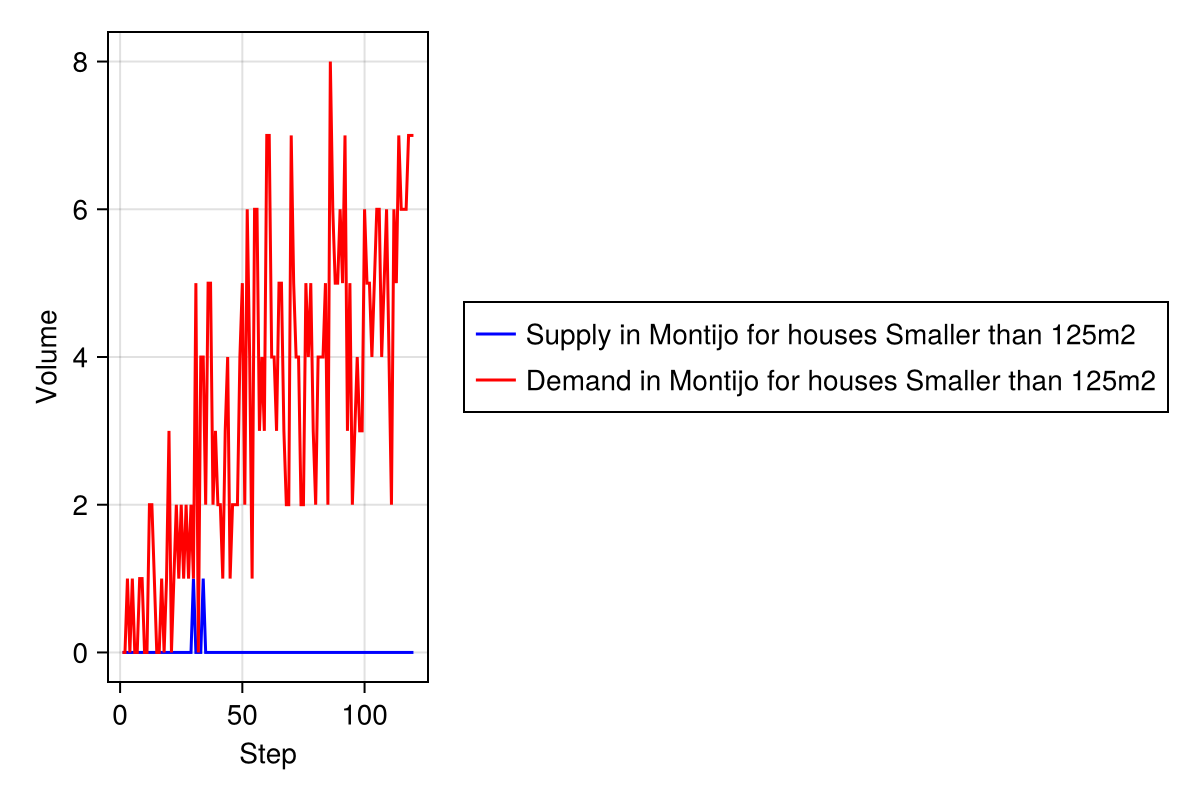 8
6
4
2
0
Volume
0 50 100
Step
Supply in Montijo for houses Smaller than 125m2
Demand in Montijo for houses Smaller than 125m2